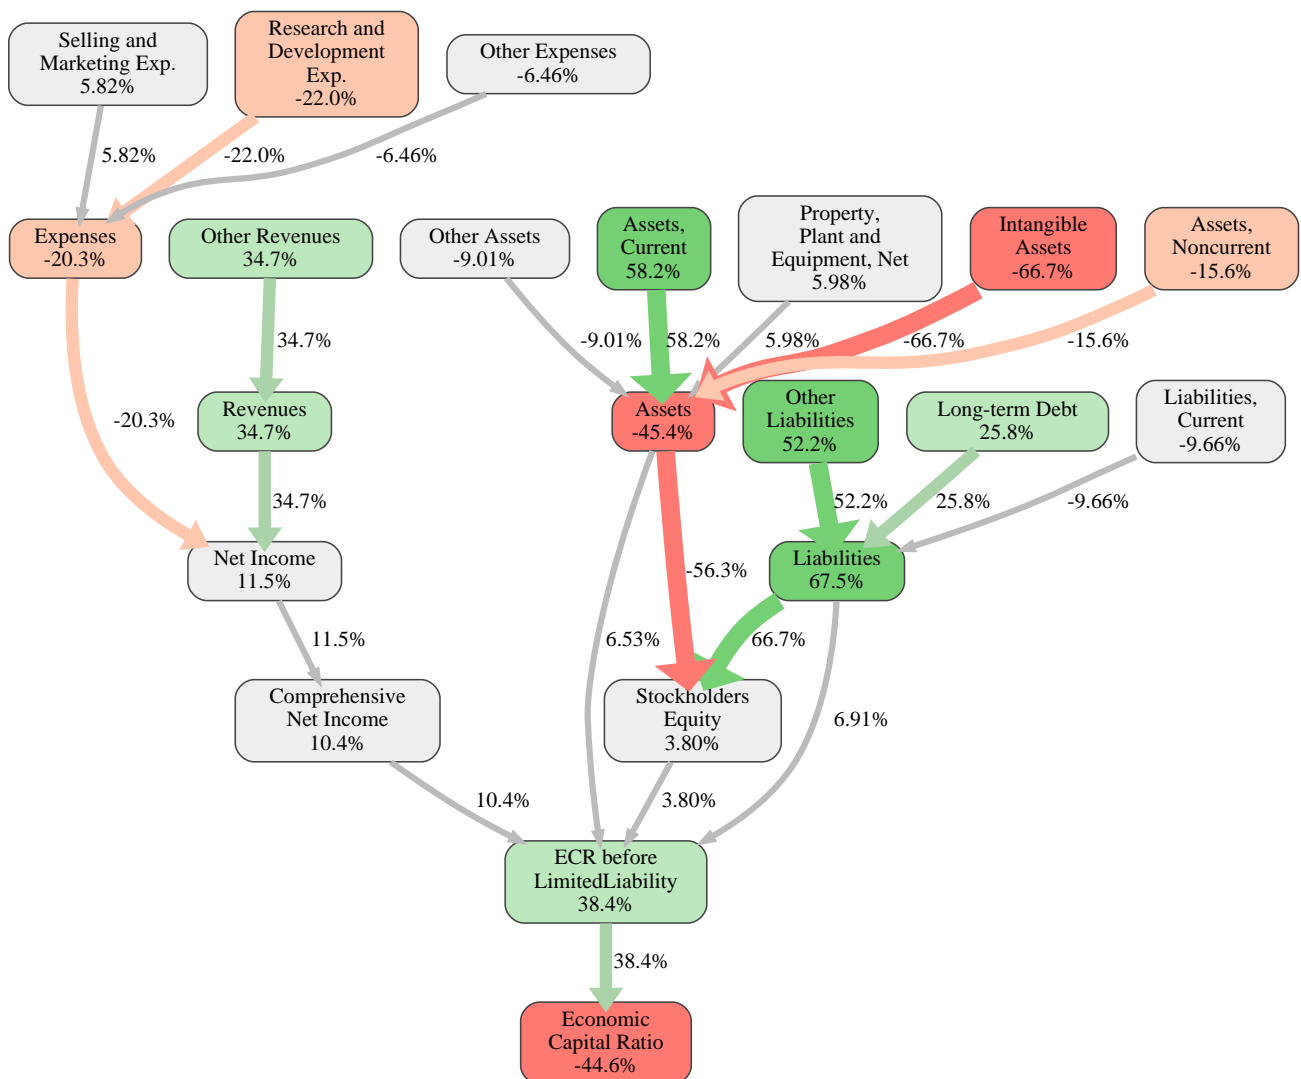 Selling and
Marketing Exp.
5.82%
Research and
Development
Exp.
-22.0%
Other Expenses
-6.46%
5.82%
-22.0%
-6.46%
Expenses
-20.3%
Other Revenues
34.7%
Other Assets
-9.01%
Assets,
Current
58.2%
Property,
Plant and
Equipment, Net
5.98%
Intangible
Assets
-66.7%
Assets,
Noncurrent
-15.6%
34.7%
-9.01%
58.2%
5.98%
-66.7%
-15.6%
-20.3%
Revenues
34.7%
Assets
-45.4%
Other
Liabilities
52.2%
Long-term Debt
25.8%
Liabilities,
Current
-9.66%
34.7%
52.2%
25.8%
-9.66%
Net Income
11.5%
-56.3%
Liabilities
67.5%
11.5%
6.53%
66.7%
Comprehensive
Net Income
10.4%
Stockholders
Equity
3.80%
6.91%
10.4%
3.80%
ECR before
LimitedLiability
38.4%
38.4%
Economic
Capital Ratio
-44.6%